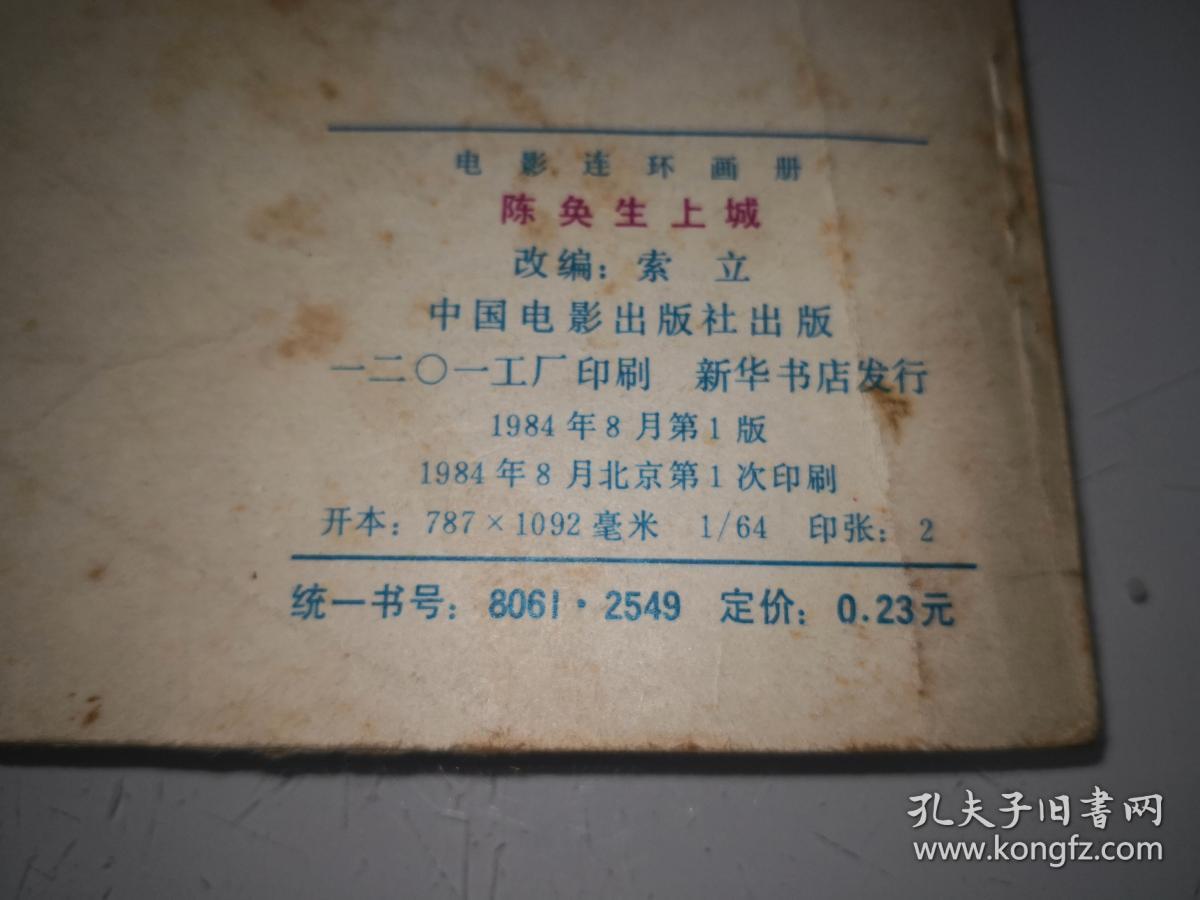 电影连环画册
陈奂生上城
改编：索 立
中国电影出版社出版
一二〇一工厂印刷 新华书店发行
1984年8月第1版
1984年8月北京第1次印刷
开本：787×1092毫米 1/64 印张：2
统一书号：8061·2549 定价：0.23元
孔夫子旧书网
www.kongfz.com